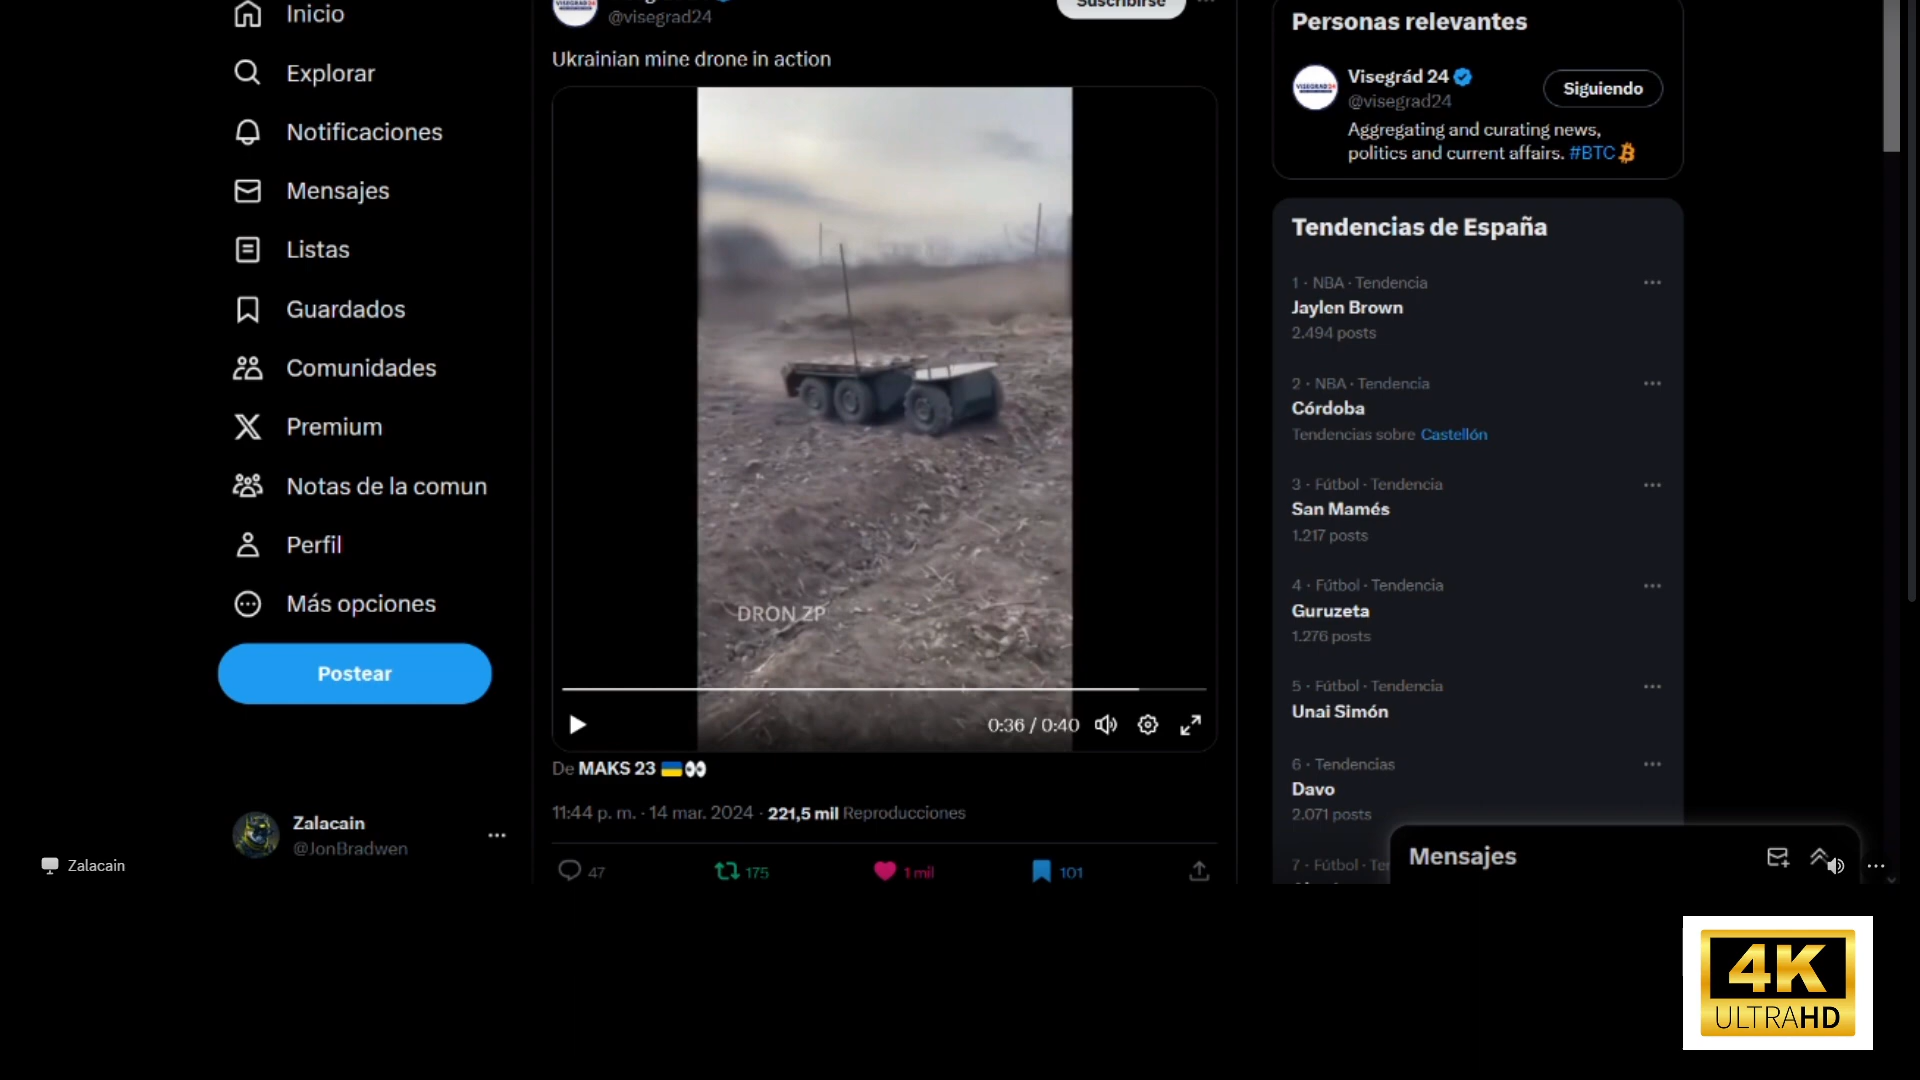 Inicio
Explorar
Notificaciones
Mensajes
Listas
Guardados
Comunidades
Premium
Notas de la comun
Perfil
Más opciones
Postear
Zalacain
@JonBradwen
Zalacain
@visegrad24
Suscribirse
Ukrainian mine drone in action
DRON ZP
0:36 / 0:40
De MAKS 23 🇺🇦👀
11:44 p. m. · 14 mar. 2024 · 221,5 mil Reproducciones
47
175
1 mil
101
Personas relevantes
VISEGRAD24
Visegrád 24
@visegrad24
Siguiendo
Aggregating and curating news,
politics and current affairs. #BTC
Tendencias de España
1 · NBA · Tendencia
Jaylen Brown
2.494 posts
2 · NBA · Tendencia
Córdoba
Tendencias sobre Castellón
3 · Fútbol · Tendencia
San Mamés
1.217 posts
4 · Fútbol · Tendencia
Guruzeta
1.276 posts
5 · Fútbol · Tendencia
Unai Simón
6 · Tendencias
Davo
2.071 posts
7 · Fútbol · Te
Mensajes
4K
ULTRAHD